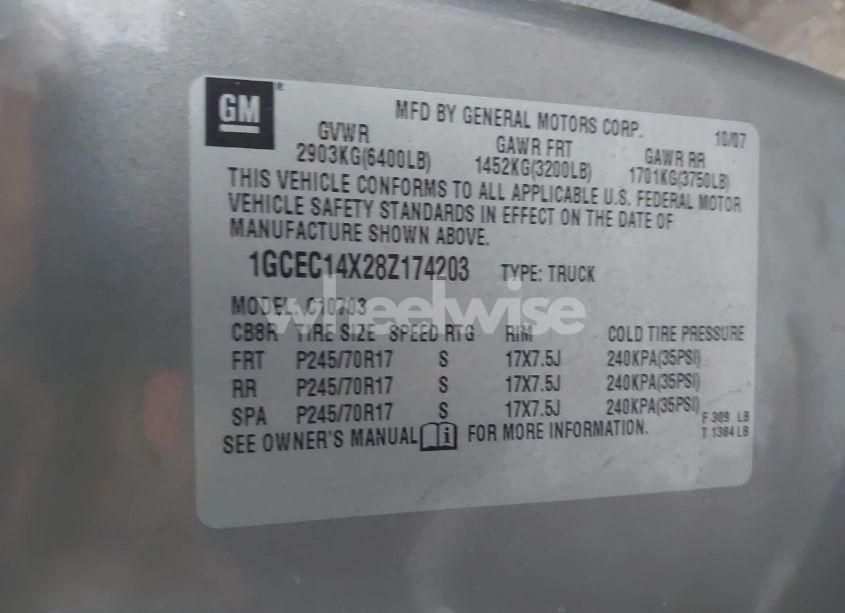 GM ®
MFD BY GENERAL MOTORS CORP. 10/07
GVWR GAWR FRT GAWR RR
2903KG(6400LB) 1452KG(3200LB) 1701KG(3750LB)
THIS VEHICLE CONFORMS TO ALL APPLICABLE U.S. FEDERAL MOTOR
VEHICLE SAFETY STANDARDS IN EFFECT ON THE DATE OF
MANUFACTURE SHOWN ABOVE.
1GCEC14X28Z174203 TYPE: TRUCK
MODEL: C10703
wheelwise
CB8R TIRE SIZE SPEED RTG RIM COLD TIRE PRESSURE
FRT P245/70R17 S 17X7.5J 240KPA(35PSI)
RR P245/70R17 S 17X7.5J 240KPA(35PSI)
SPA P245/70R17 S 17X7.5J 240KPA(35PSI)
F 309 LB
SEE OWNER'S MANUAL i FOR MORE INFORMATION. T 1384 LB